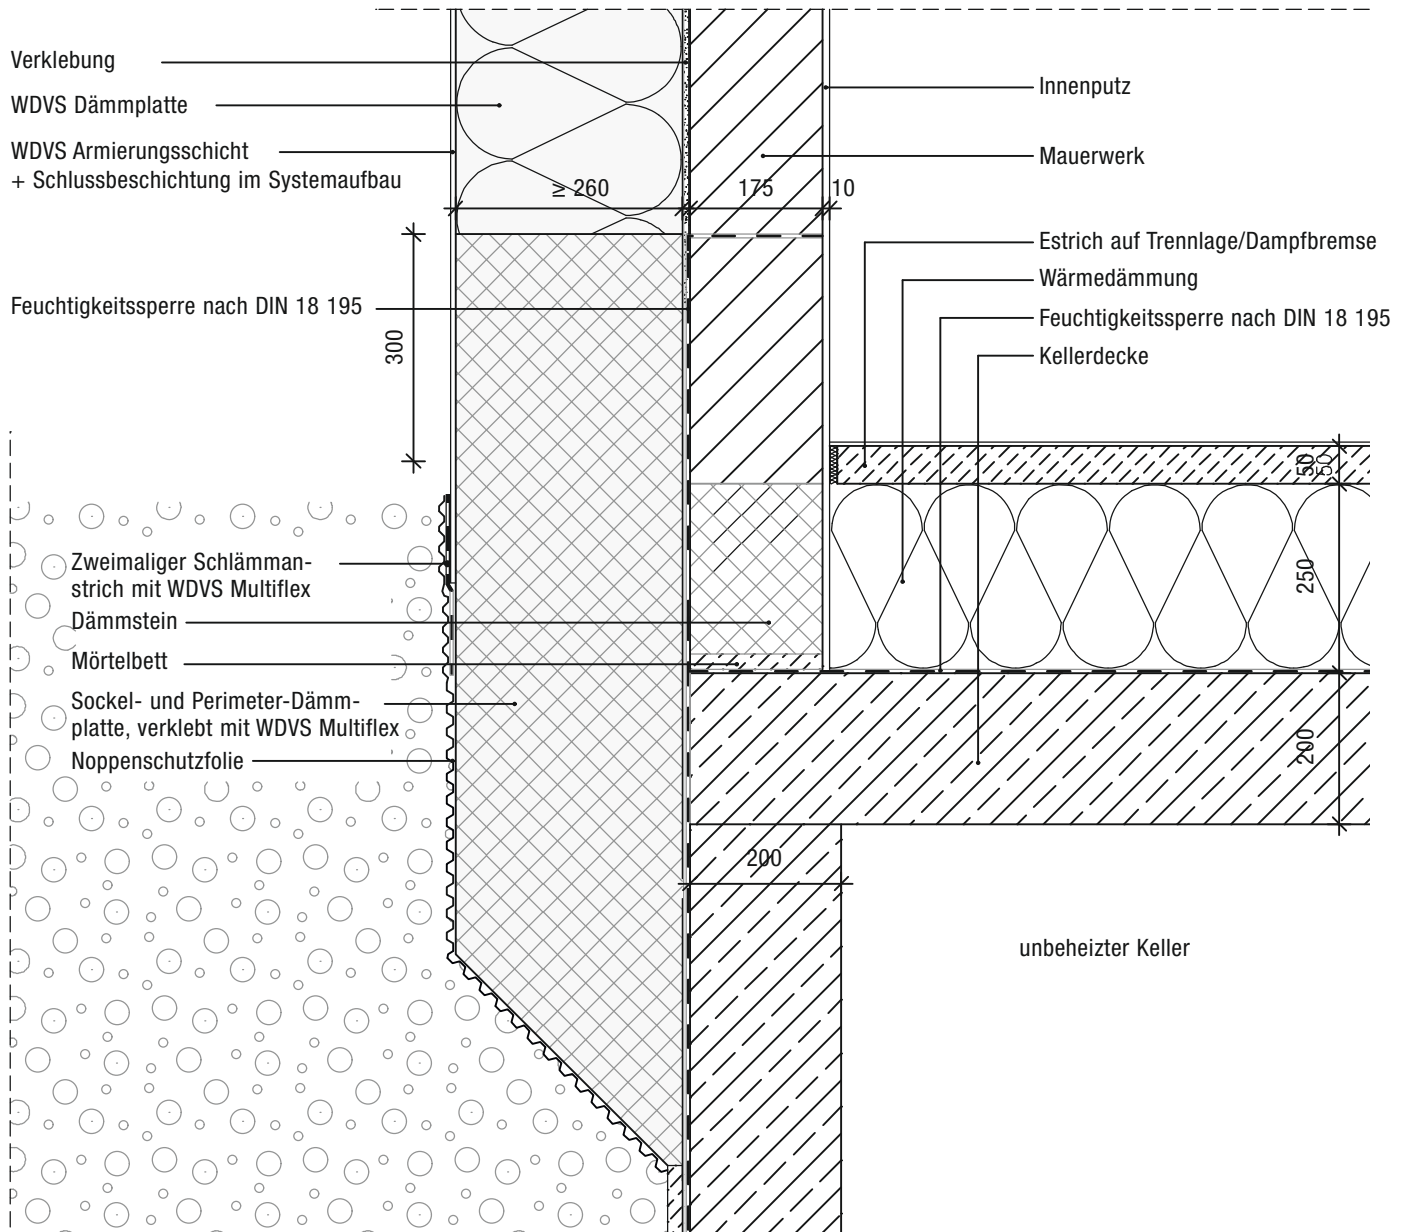 Verklebung
WDVS Dämmplatte
WDVS Armierungsschicht
+ Schlussbeschichtung im Systemaufbau
Feuchtigkeitssperre nach DIN 18 195
300
≥ 260
175
10
Innenputz
Mauerwerk
Estrich auf Trennlage/Dampfbremse
Wärmedämmung
Feuchtigkeitssperre nach DIN 18 195
Kellerdecke
50
50
250
200
Zweimaliger Schlämman-
strich mit WDVS Multiflex
Dämmstein
Mörtelbett
Sockel- und Perimeter-Dämm-
platte, verklebt mit WDVS Multiflex
Noppenschutzfolie
200
unbeheizter Keller